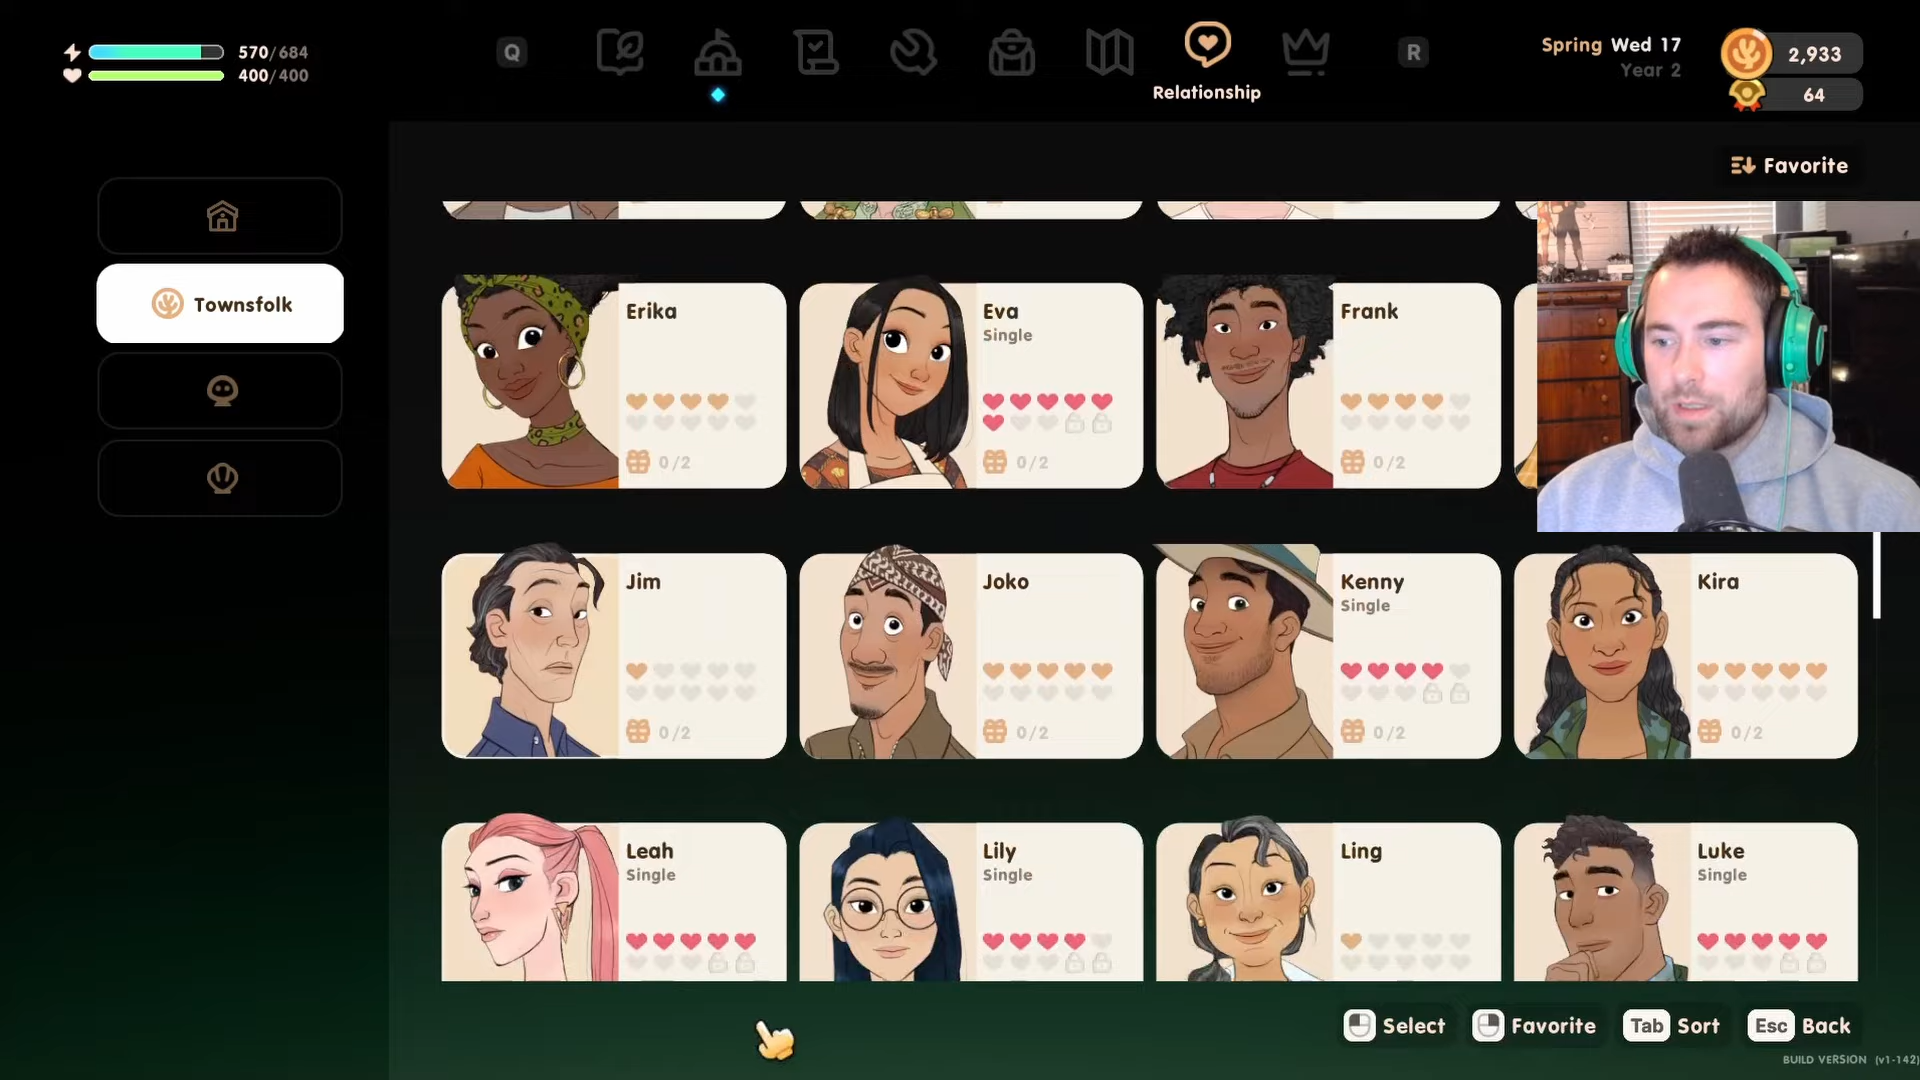 570/684
400/400
Q
R
Relationship
Spring Wed 17
Year 2
2,933
64
Favorite
Townsfolk
Erika
0/2
Eva
Single
0/2
Frank
0/2
Jim
0/2
Joko
0/2
Kenny
Single
0/2
Kira
0/2
Leah
Single
Lily
Single
Ling
Luke
Single
Select
Favorite
Tab Sort
Esc Back
BUILD VERSION (v1-142)